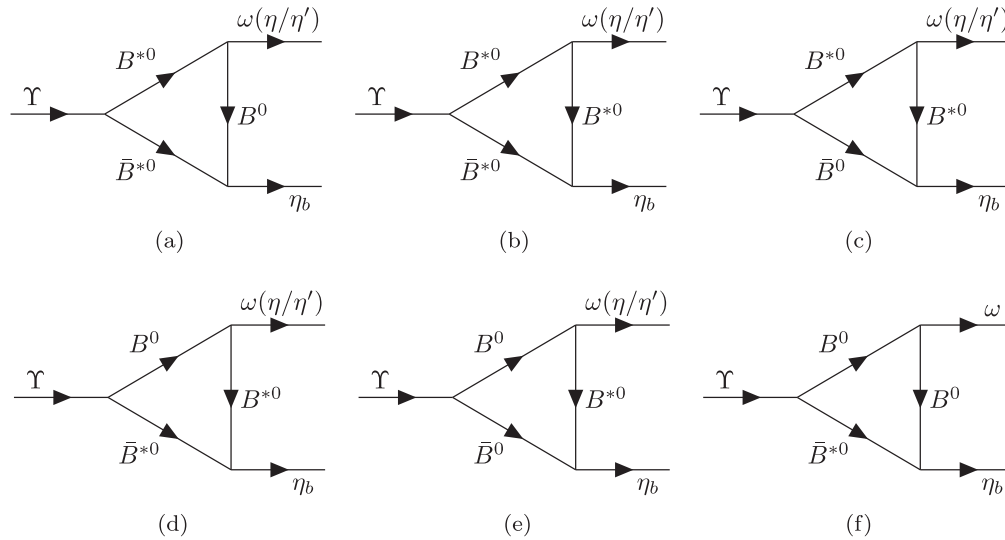 ω(η/η′) ω(η/η′) ω(η/η′)
B*0 B*0 B*0
Υ B0 Υ B*0 Υ B*0
B̄*0 B̄*0 B̄0
ηb ηb ηb
(a) (b) (c)
ω(η/η′) ω(η/η′) ω
B0 B0 B0
Υ B*0 Υ B*0 Υ B0
B̄*0 B̄0 B̄*0
ηb ηb ηb
(d) (e) (f)